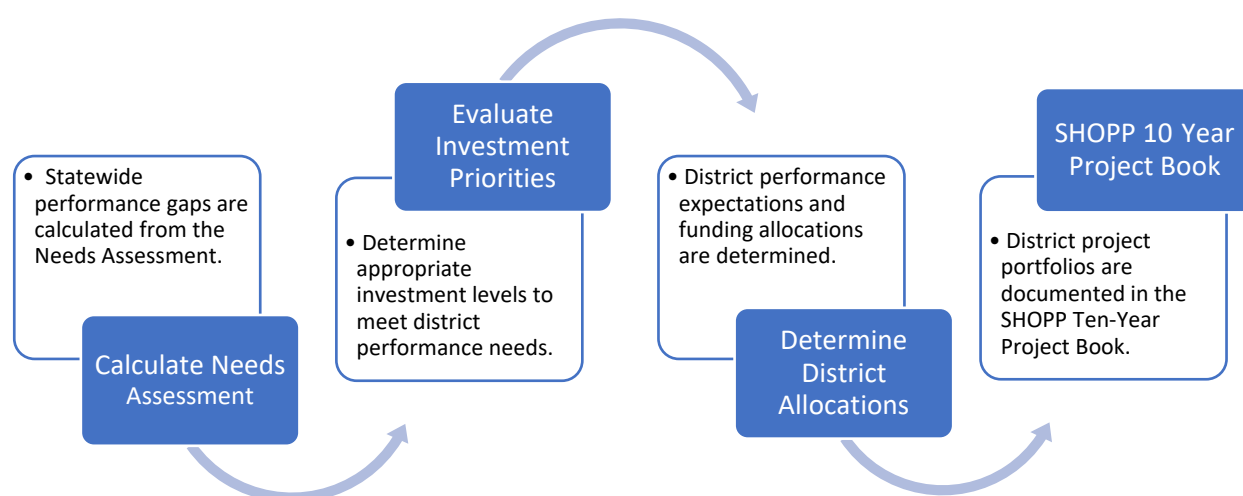 • Statewide
performance gaps are
calculated from the
Needs Assessment.
Calculate Needs
Assessment
Evaluate
Investment
Priorities
• Determine
appropriate
investment levels to
meet district
performance needs.
• District performance
expectations and
funding allocations
are determined.
Determine
District
Allocations
SHOPP 10 Year
Project Book
• District project
portfolios are
documented in the
SHOPP Ten-Year
Project Book.